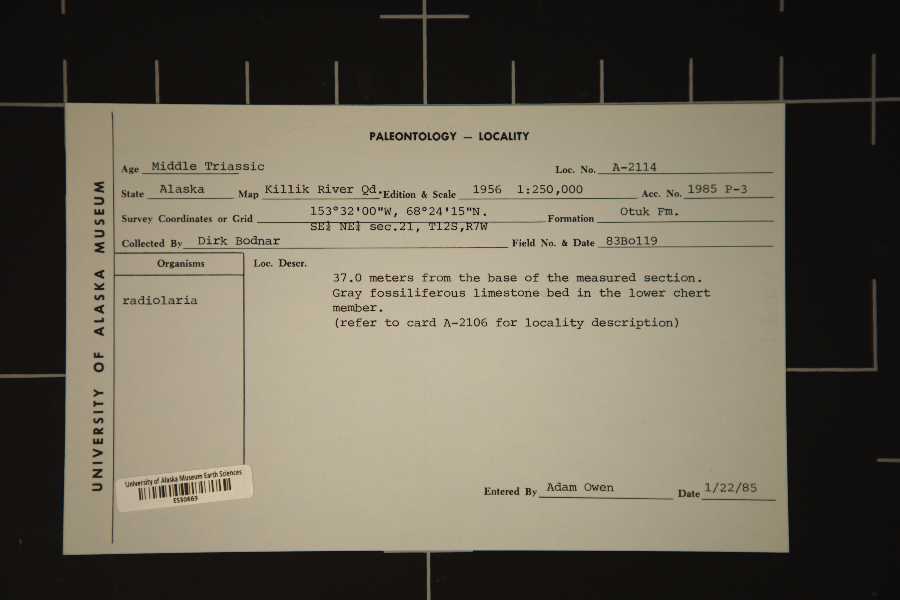 PALEONTOLOGY — LOCALITY
Age Middle Triassic Loc. No. A-2114
State Alaska Map Killik River Qd. Edition & Scale 1956 1:250,000 Acc. No. 1985 P-3
Survey Coordinates or Grid 153°32'00"W, 68°24'15"N. Formation Otuk Fm.
SE¼ NE¼ sec.21, T12S,R7W
Collected By Dirk Bodnar Field No. & Date 83Bo119
Organisms Loc. Descr.
37.0 meters from the base of the measured section.
Gray fossiliferous limestone bed in the lower chert
member.
(refer to card A-2106 for locality description)
radiolaria
UNIVERSITY OF ALASKA MUSEUM
University of Alaska Museum Earth Sciences
Entered By Adam Owen Date 1/22/85